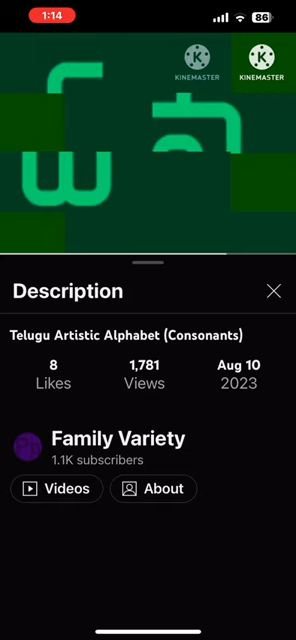 1:14
86
KINEMASTER
KINEMASTER
Description
Telugu Artistic Alphabet (Consonants)
8 1,781 Aug 10
Likes Views 2023
Family Variety
1.1K subscribers
Videos About